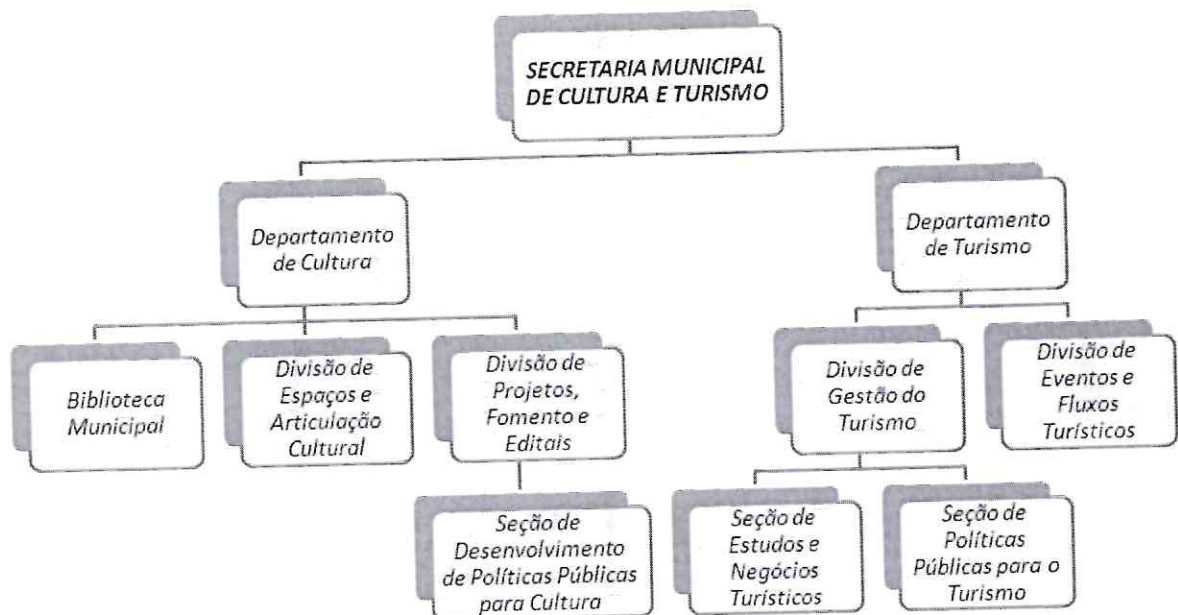 SECRETARIA MUNICIPAL
DE CULTURA E TURISMO
Departamento
de Cultura
Departamento
de Turismo
Biblioteca
Municipal
Divisão de
Espaços e
Articulação
Cultural
Divisão de
Projetos,
Fomento e
Editais
Divisão de
Gestão do
Turismo
Divisão de
Eventos e
Fluxos
Turísticos
Seção de
Desenvolvimento
de Políticas Públicas
para Cultura
Seção de
Estudos e
Negócios
Turísticos
Seção de
Políticas
Públicas para o
Turismo